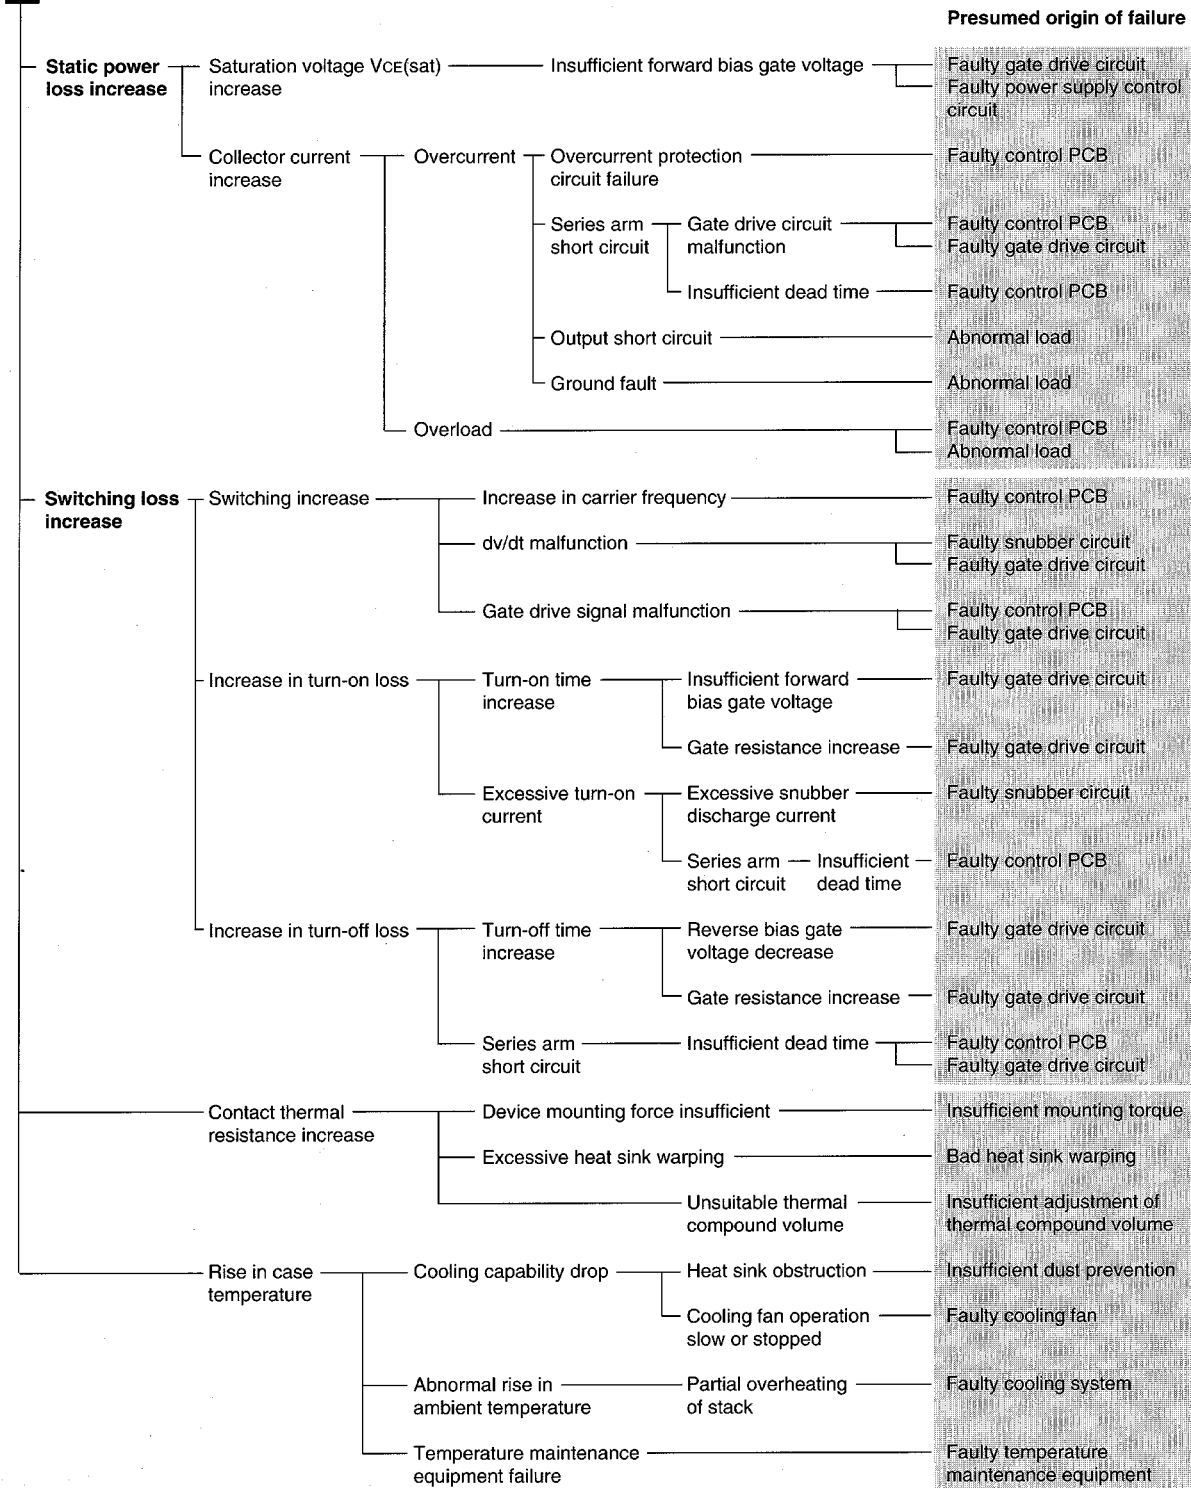 Presumed origin of failure
Static power Saturation voltage VCE(sat) Insufficient forward bias gate voltage Faulty gate drive circuit
loss increase increase Faulty power supply control
circuit
Collector current Overcurrent Overcurrent protection Faulty control PCB
increase circuit failure
Series arm Gate drive circuit Faulty control PCB
short circuit malfunction Faulty gate drive circuit
Insufficient dead time Faulty control PCB
Output short circuit Abnormal load
Ground fault Abnormal load
Overload Faulty control PCB
Abnormal load
Switching loss Switching increase Increase in carrier frequency Faulty control PCB
increase
dv/dt malfunction Faulty snubber circuit
Faulty gate drive circuit
Gate drive signal malfunction Faulty control PCB
Faulty gate drive circuit
Increase in turn-on loss Turn-on time Insufficient forward Faulty gate drive circuit
increase bias gate voltage
Gate resistance increase Faulty gate drive circuit
Excessive turn-on Excessive snubber Faulty snubber circuit
current discharge current
Series arm Insufficient Faulty control PCB
short circuit dead time
Increase in turn-off loss Turn-off time Reverse bias gate Faulty gate drive circuit
increase voltage decrease
Gate resistance increase Faulty gate drive circuit
Series arm Insufficient dead time Faulty control PCB
short circuit Faulty gate drive circuit
Contact thermal Device mounting force insufficient Insufficient mounting torque
resistance increase
Excessive heat sink warping Bad heat sink warping
Unsuitable thermal Insufficient adjustment of
compound volume thermal compound volume
Rise in case Cooling capability drop Heat sink obstruction Insufficient dust prevention
temperature
Cooling fan operation Faulty cooling fan
slow or stopped
Abnormal rise in Partial overheating Faulty cooling system
ambient temperature of stack
Temperature maintenance Faulty temperature
equipment failure maintenance equipment